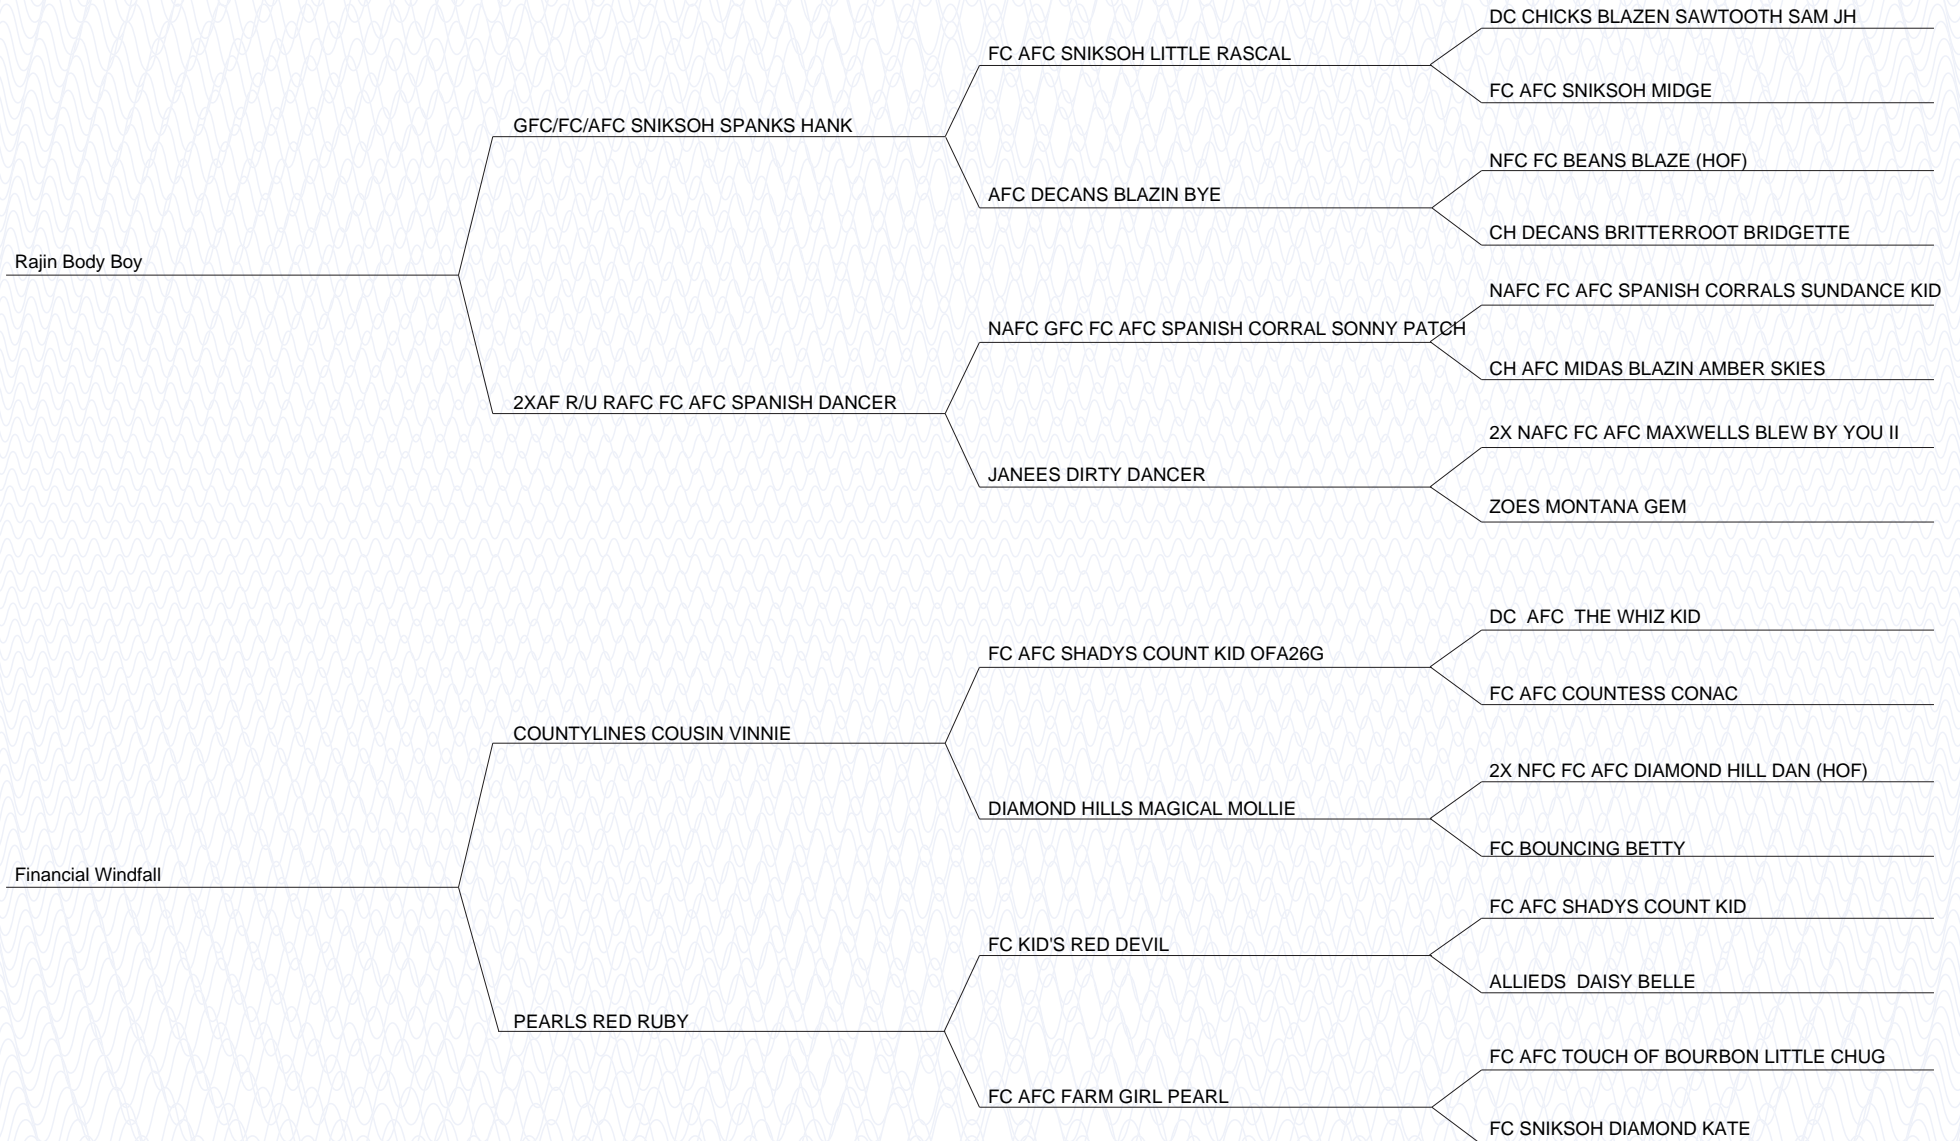 DC CHICKS BLAZEN SAWTOOTH SAM JH
FC AFC SNIKSOH LITTLE RASCAL
FC AFC SNIKSOH MIDGE
GFC/FC/AFC SNIKSOH SPANKS HANK
NFC FC BEANS BLAZE (HOF)
AFC DECANS BLAZIN BYE
CH DECANS BRITTERROOT BRIDGETTE
Rajin Body Boy
NAFC FC AFC SPANISH CORRALS SUNDANCE KID
NAFC GFC FC AFC SPANISH CORRAL SONNY PATCH
CH AFC MIDAS BLAZIN AMBER SKIES
2XAF R/U RAFC FC AFC SPANISH DANCER
2X NAFC FC AFC MAXWELLS BLEW BY YOU II
JANEES DIRTY DANCER
ZOES MONTANA GEM
DC  AFC  THE WHIZ KID
FC AFC SHADYS COUNT KID OFA26G
FC AFC COUNTESS CONAC
COUNTYLINES COUSIN VINNIE
2X NFC FC AFC DIAMOND HILL DAN (HOF)
DIAMOND HILLS MAGICAL MOLLIE
FC BOUNCING BETTY
Financial Windfall
FC AFC SHADYS COUNT KID
FC KID'S RED DEVIL
ALLIEDS  DAISY BELLE
PEARLS RED RUBY
FC AFC TOUCH OF BOURBON LITTLE CHUG
FC AFC FARM GIRL PEARL
FC SNIKSOH DIAMOND KATE